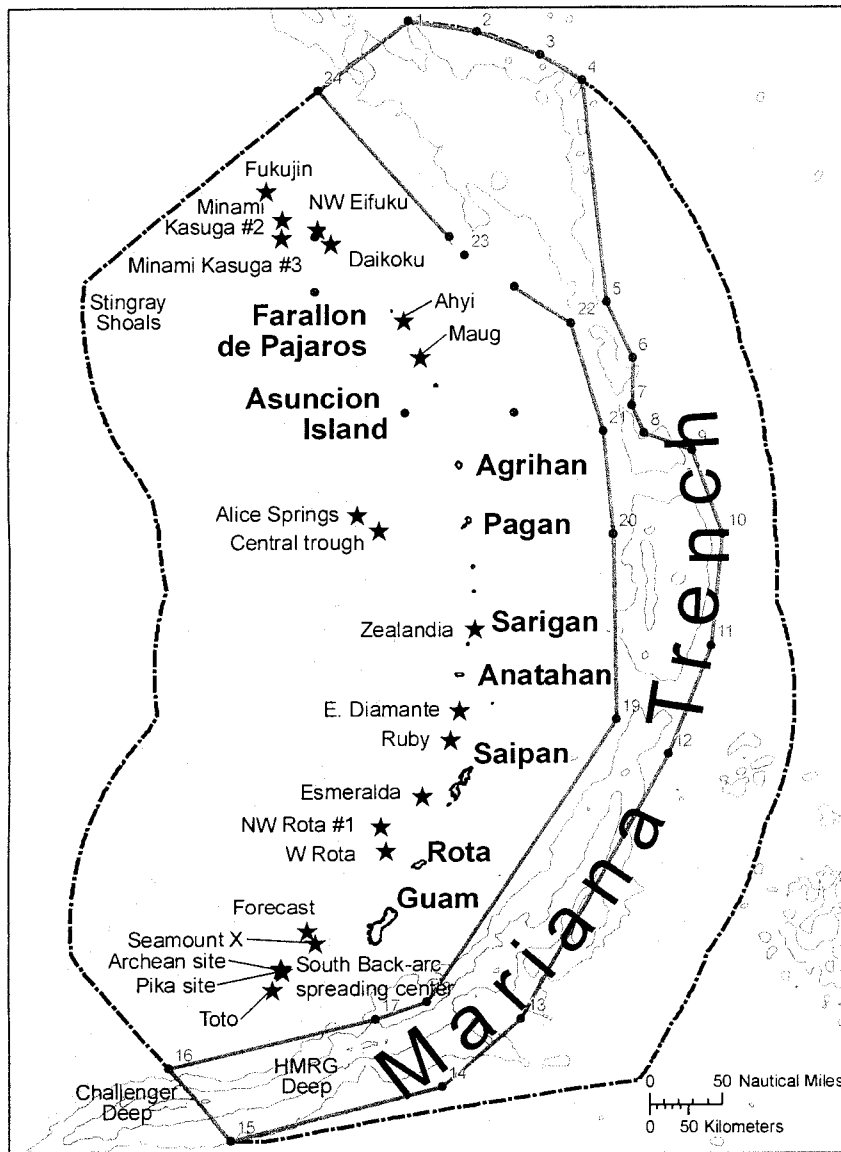 1
2
3
4
24
Fukujin
Minami
Kasuga #2
NW Eifuku
23
Minami Kasuga #3
Daikoku
Stingray
Shoals
5
Ahyi
22
Farallon
de Pajaros
Maug
6
7
Asuncion
Island
21
8
9
Agrihan
Alice Springs
Pagan
20
10
Central trough
Zealandia
Sarigan
11
Anatahan
E. Diamante
19
Ruby
Saipan
12
Esmeralda
NW Rota #1
W Rota
Rota
Guam
Forecast
Seamount X
Archean site
South Back-arc
spreading center
Pika site
Toto
17
13
16
HMRG
Deep
14
Challenger
Deep
15
Mariana Trench
0 50 Nautical Miles
0 50 Kilometers